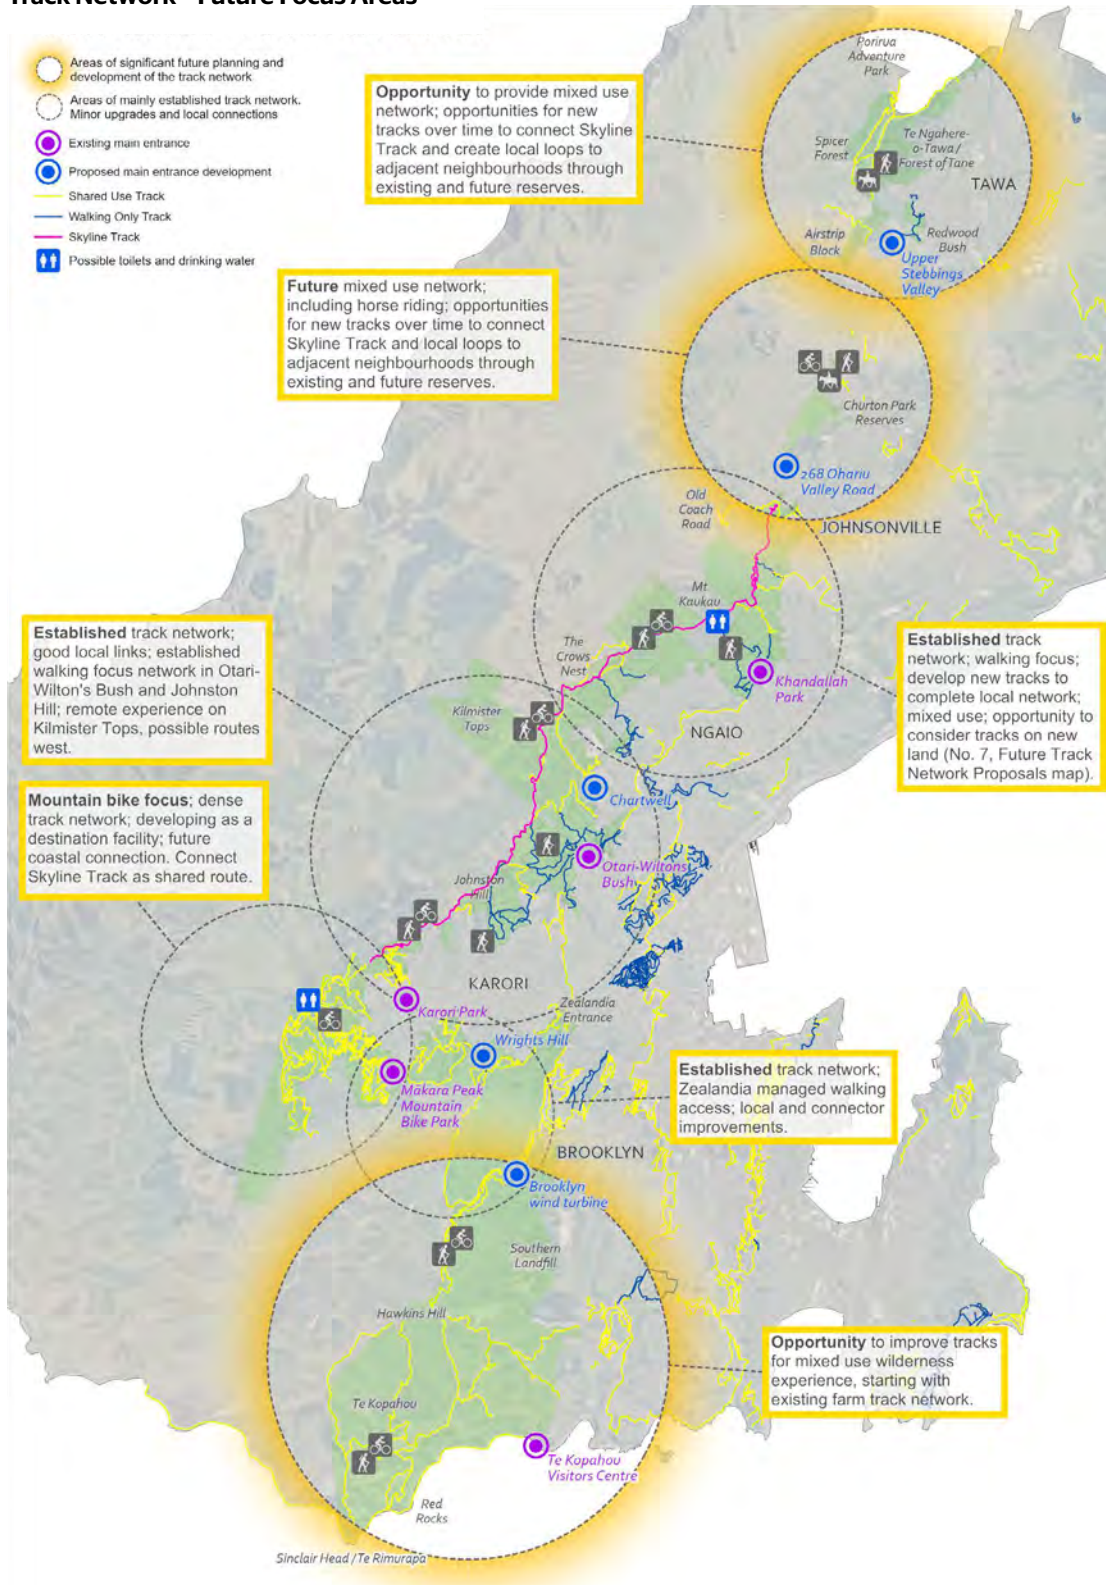 Track Network - Future Focus Areas
Areas of significant future planning and
development of the track network
Areas of mainly established track network.
Minor upgrades and local connections
Existing main entrance
Proposed main entrance development
Shared Use Track
Walking Only Track
Skyline Track
Possible toilets and drinking water
Opportunity to provide mixed use
network; opportunities for new
tracks over time to connect Skyline
Track and create local loops to
adjacent neighbourhoods through
existing and future reserves.
Porirua
Adventure
Park
Spicer
Forest
Te Ngahere-
o-Tawa /
Forest of Tane
TAWA
Airstrip
Block
Redwood
Bush
Upper
Stebbings
Valley
Future mixed use network;
including horse riding; opportunities
for new tracks over time to connect
Skyline Track and local loops to
adjacent neighbourhoods through
existing and future reserves.
Churton Park
Reserves
268 Ohariu
Valley Road
Old
Coach
Road
JOHNSONVILLE
Mt
Kaukau
The
Crows
Nest
Khandallah
Park
Kilmister
Tops
NGAIO
Established track network;
good local links; established
walking focus network in Otari-
Wilton's Bush and Johnston
Hill; remote experience on
Kilmister Tops, possible routes
west.
Established track
network; walking focus;
develop new tracks to
complete local network;
mixed use; opportunity to
consider tracks on new
land (No. 7, Future Track
Network Proposals map).
Mountain bike focus; dense
track network; developing as a
destination facility; future
coastal connection. Connect
Skyline Track as shared route.
Chartwell
Otari-Wiltons
Bush
Johnston
Hill
KARORI
Karori Park
Zealandia
Entrance
Wrights Hill
Makara Peak
Mountain
Bike Park
Established track network;
Zealandia managed walking
access; local and connector
improvements.
BROOKLYN
Brooklyn
wind turbine
Southern
Landfill
Hawkins Hill
Opportunity to improve tracks
for mixed use wilderness
experience, starting with
existing farm track network.
Te Kopahou
Te Kopahou
Visitors Centre
Red
Rocks
Sinclair Head /Te Rimurapa